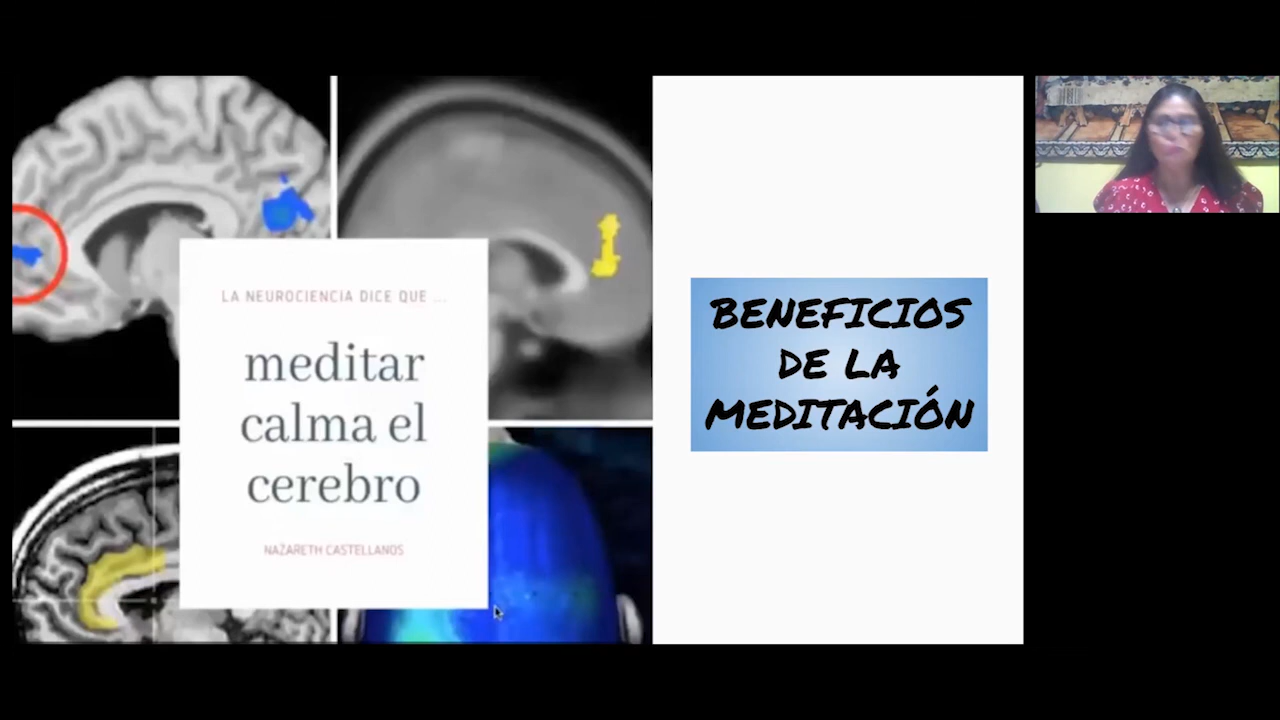 LA NEUROCIENCIA DICE QUE ...
meditar
calma el
cerebro
NAZARETH CASTELLANOS
BENEFICIOS
DE LA
MEDITACIÓN